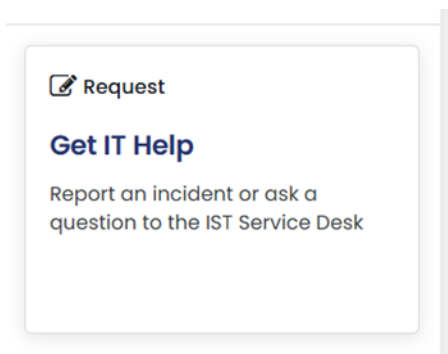 Request
Get IT Help
Report an incident or ask a
question to the IST Service Desk